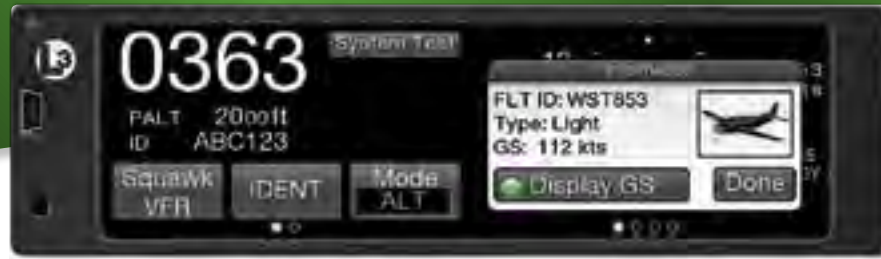 L3
0363
System Test
PALT 2000ft
ID ABC123
Squawk
VFR
IDENT
Mode
ALT
FLT ID: WST853
Type: Light
GS: 112 kts
Display GS
Done